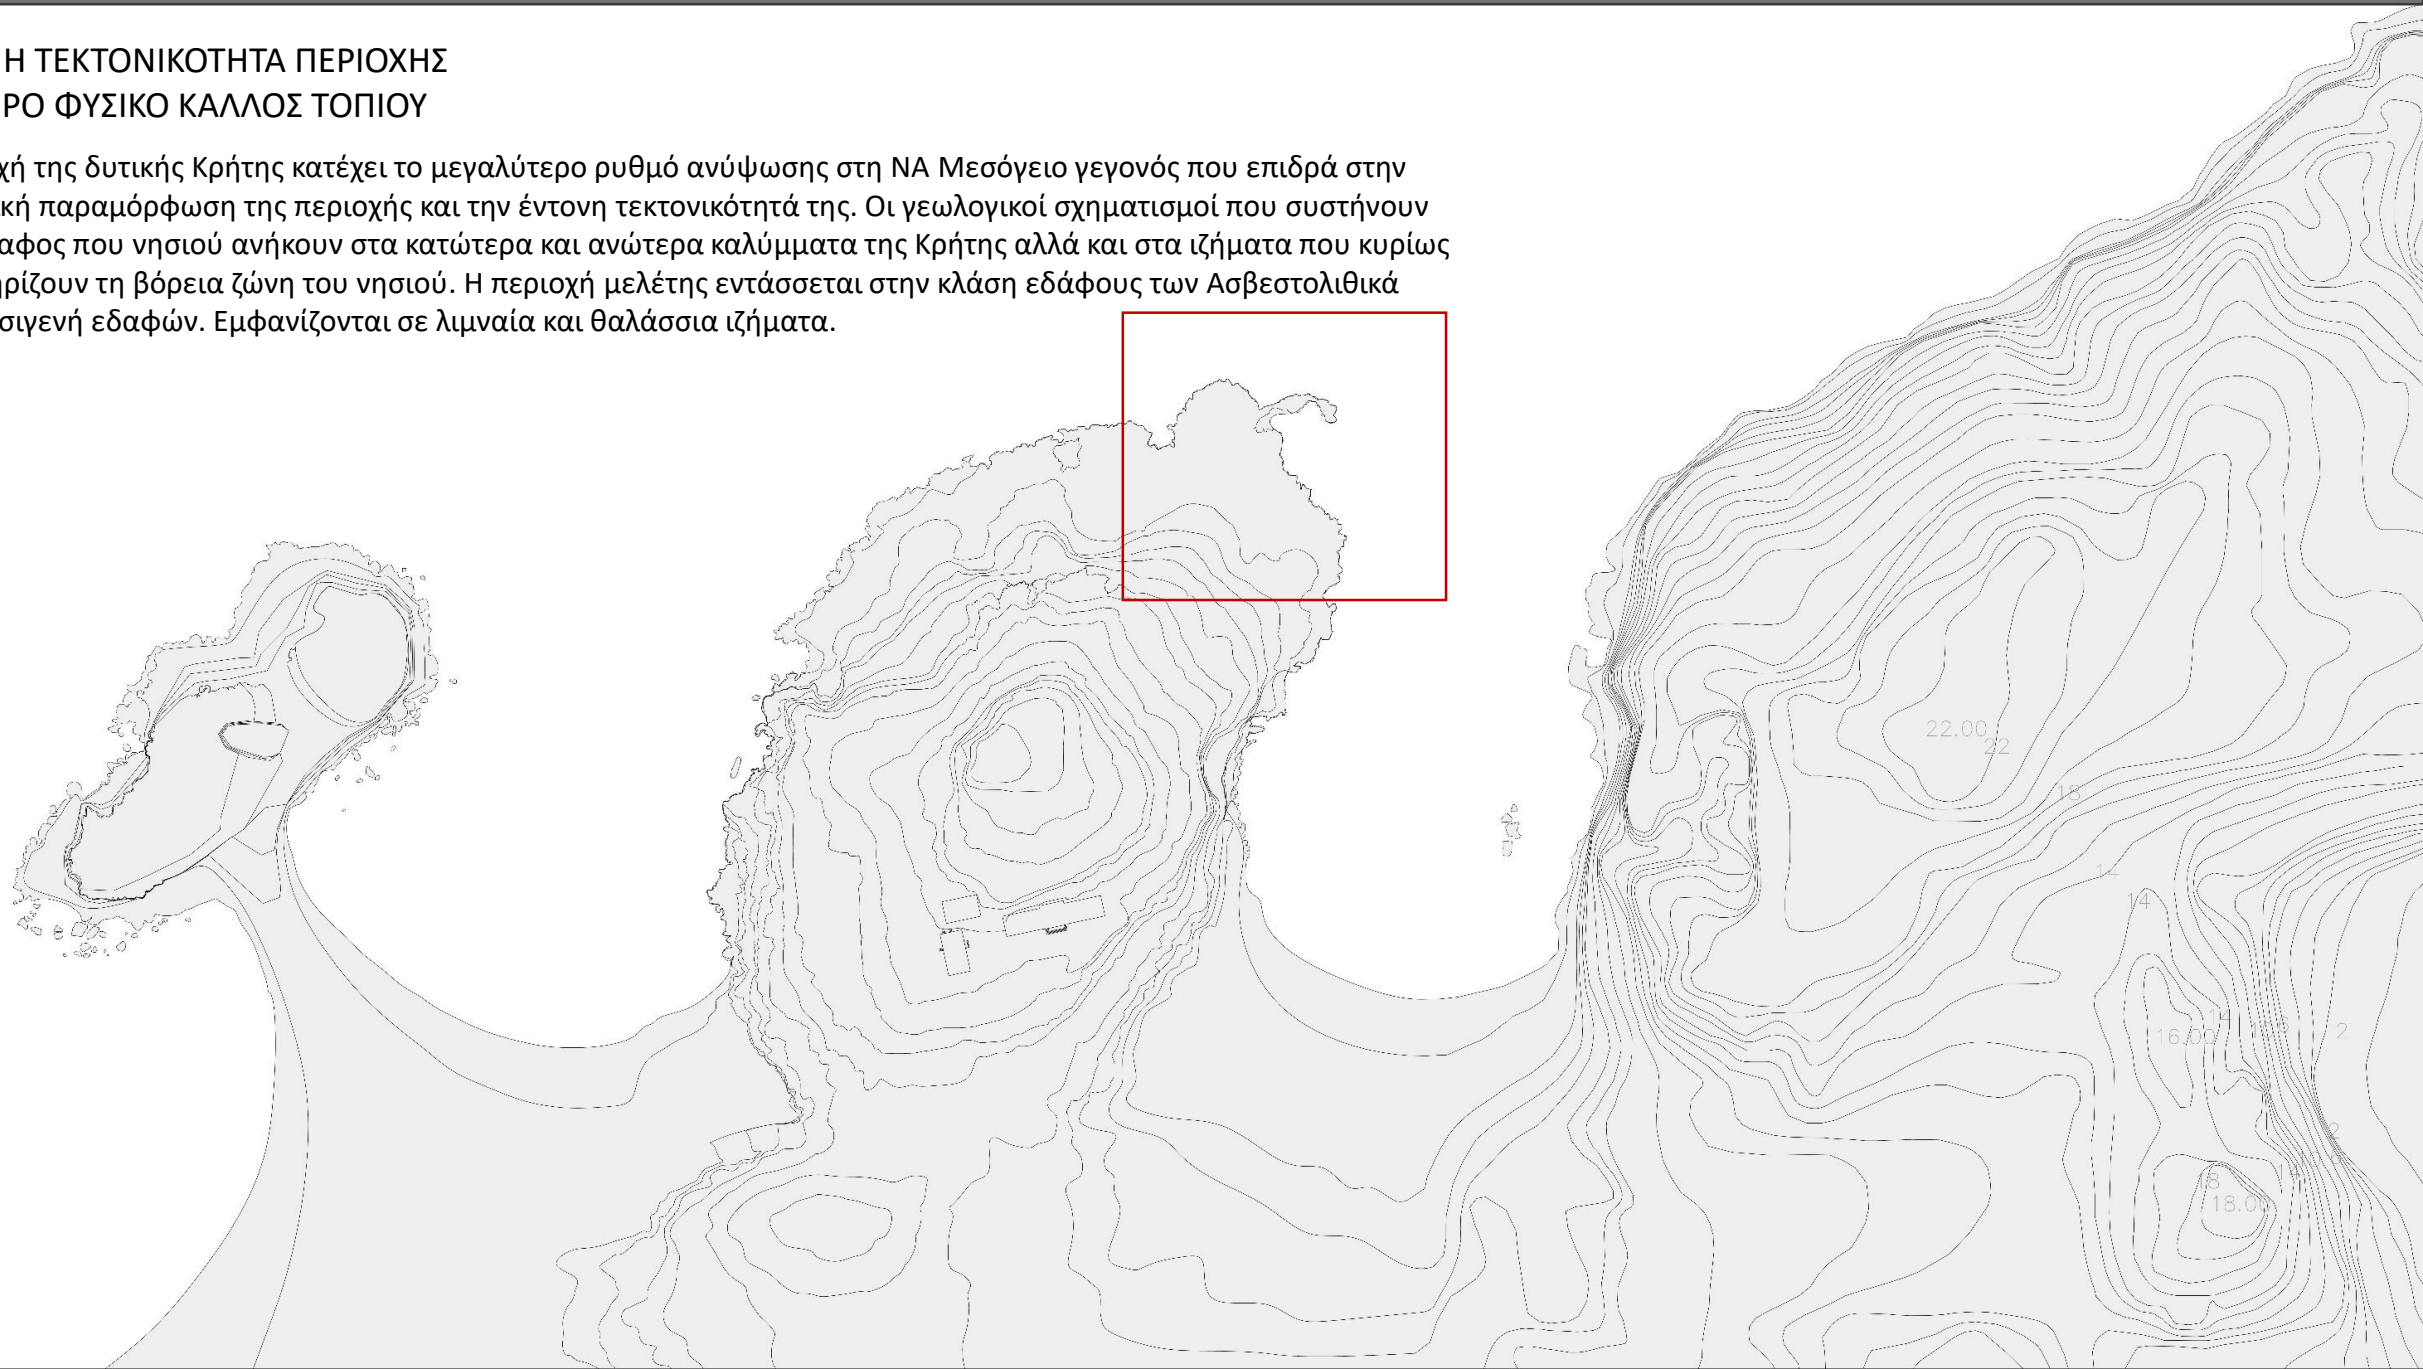 Η ΤΕΚΤΟΝΙΚΟΤΗΤΑ ΠΕΡΙΟΧΗΣ
ΡΟ ΦΥΣΙΚΟ ΚΑΛΛΟΣ ΤΟΠΙΟΥ
χή της δυτικής Κρήτης κατέχει το μεγαλύτερο ρυθμό ανύψωσης στη ΝΑ Μεσόγειο γεγονός που επιδρά στην
κή παραμόρφωση της περιοχής και την έντονη τεκτονικότητά της. Οι γεωλογικοί σχηματισμοί που συστήνουν
αφος που νησιού ανήκουν στα κατώτερα και ανώτερα καλύμματα της Κρήτης αλλά και στα ιζήματα που κυρίως
ρίζουν τη βόρεια ζώνη του νησιού. Η περιοχή μελέτης εντάσσεται στην κλάση εδάφους των Ασβεστολιθικά
σιγενή εδαφών. Εμφανίζονται σε λιμναία και θαλάσσια ιζήματα.
22.00
22
18
14
14
14
16.00
2
2
18
18.00